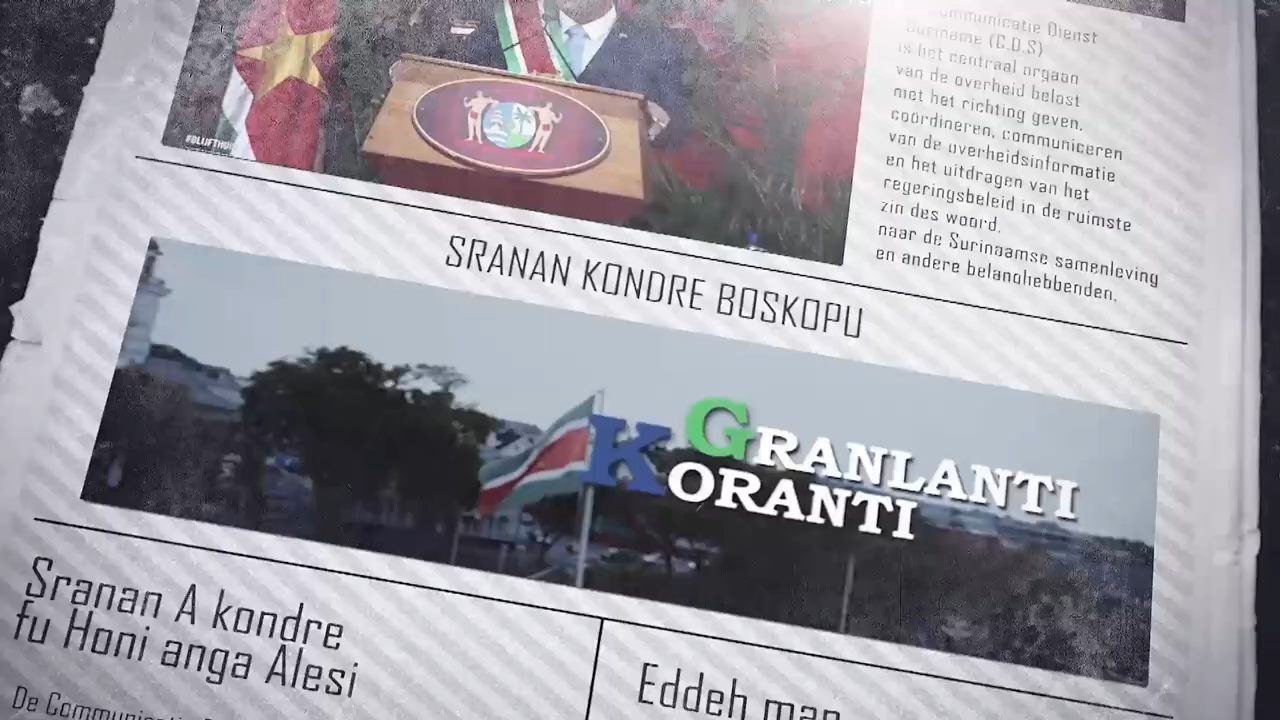 Communicatie Dienst
Suriname (C.D.S)
is het centraal orgaan
van de overheid belast
met het richting geven,
coördineren, communiceren
van de overheidsinformatie
en het uitdragen van het
regeringsbeleid in de ruimste
zin des woord,
naar de Surinaamse samenleving
en andere belanghebbenden.
SRANAN KONDRE BOSKOPU
GRANLANTI
KORANTI
Sranan A kondre
fu Honi anga Alesi
Eddeh man
De